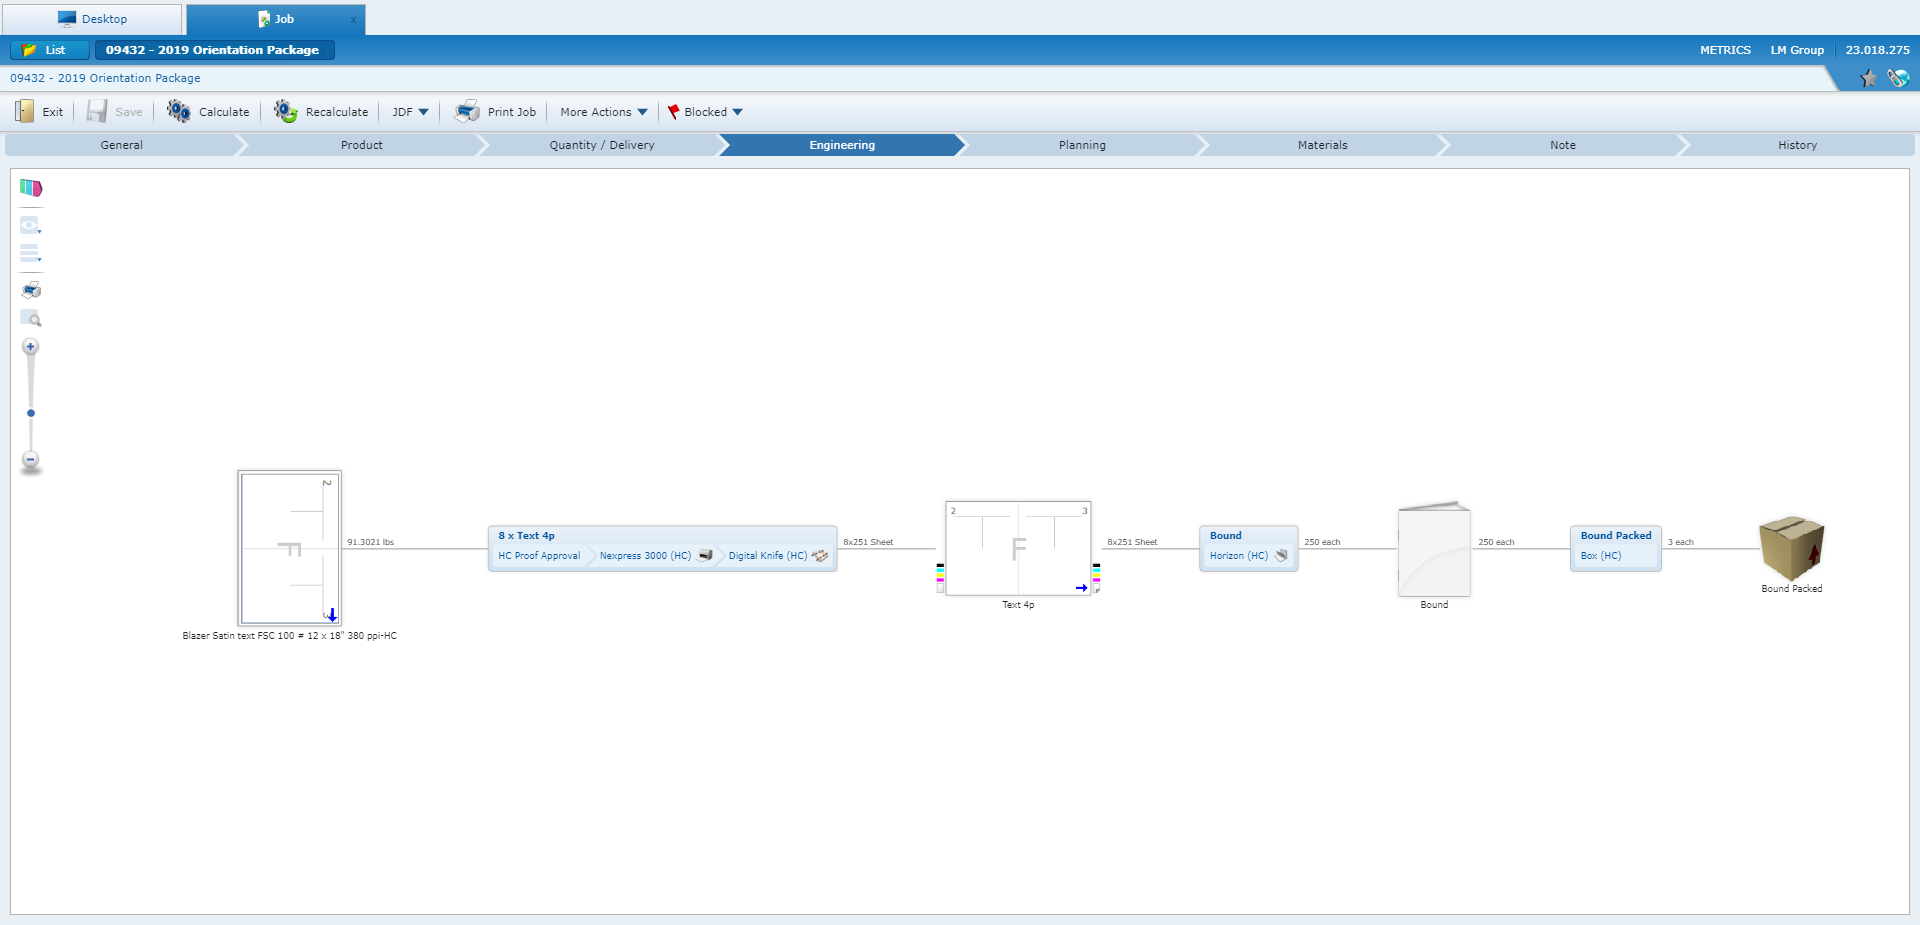 Desktop
Job
x
List
09432 - 2019 Orientation Package
METRICS
LM Group
23.018.275
09432 - 2019 Orientation Package
Exit
Save
Calculate
Recalculate
JDF
Print Job
More Actions
Blocked
General
Product
Quantity / Delivery
Engineering
Planning
Materials
Note
History
2
F
3
91.3021 lbs
Blazer Satin text FSC 100 # 12 x 18" 380 ppi-HC
8 x Text 4p
HC Proof Approval
Nexpress 3000 (HC)
Digital Knife (HC)
8x251 Sheet
2
3
F
Text 4p
8x251 Sheet
Bound
Horizon (HC)
250 each
Bound
250 each
Bound Packed
Box (HC)
3 each
Bound Packed